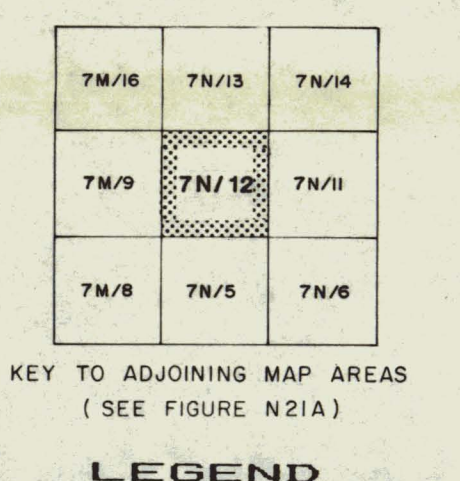 7M/16 7N/13 7N/14
7M/9 7N/12 7N/11
7M/8 7N/5 7N/6
KEY TO ADJOINING MAP AREAS
(SEE FIGURE N21A)
LEGEND